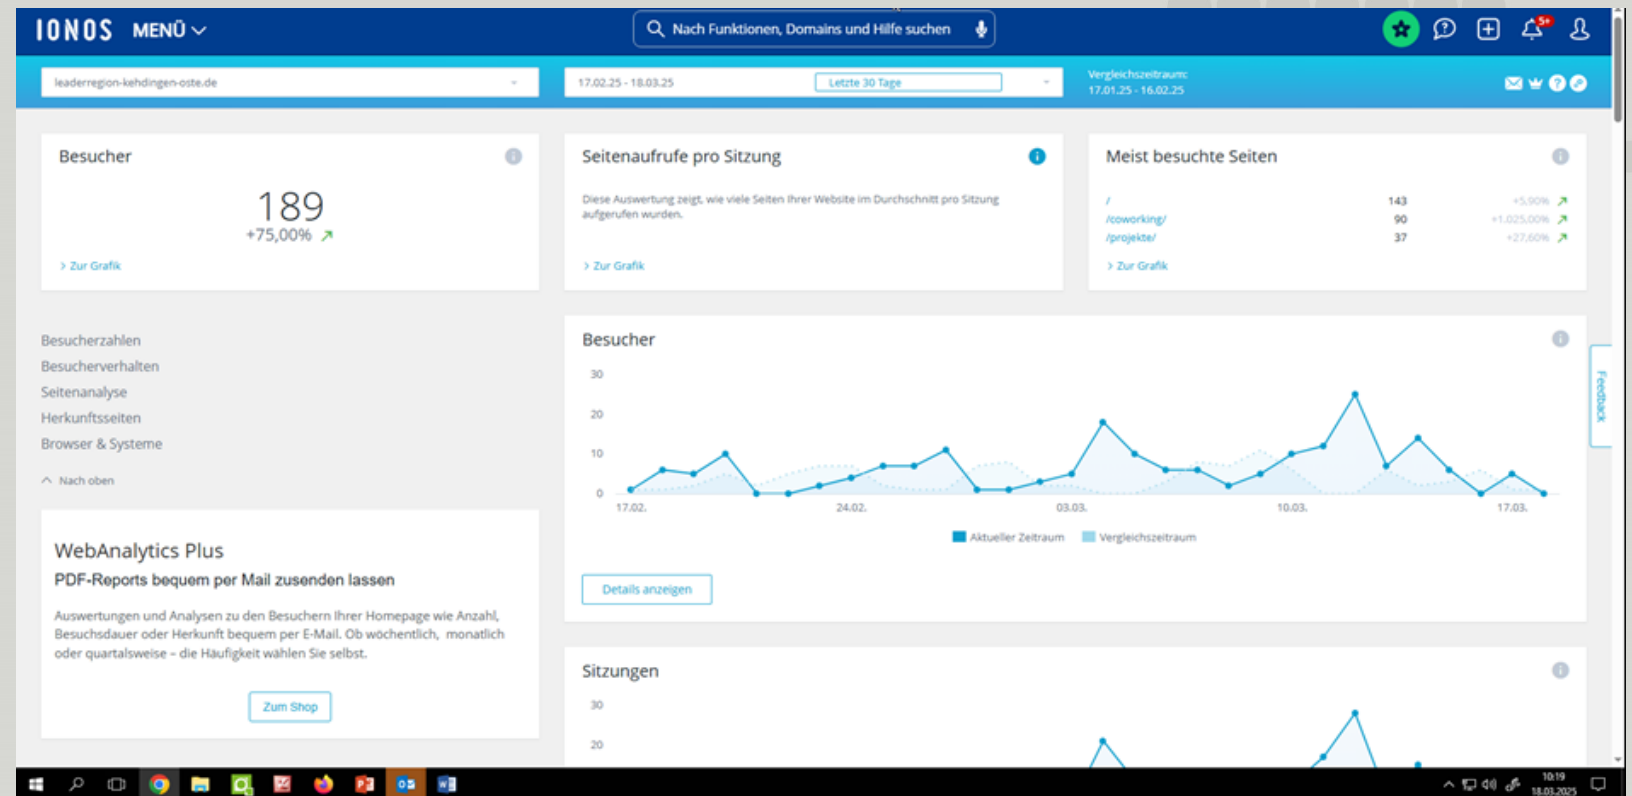 IONOS MENÜ
Nach Funktionen, Domains und Hilfe suchen
5+
leaderregion-kehdingen-oste.de
17.02.25 - 18.03.25 Letzte 30 Tage
Vergleichszeitraum:
17.01.25 - 16.02.25
Besucher
189
+75,00%
> Zur Grafik
Seitenaufrufe pro Sitzung
Diese Auswertung zeigt, wie viele Seiten Ihrer Website im Durchschnitt pro Sitzung
aufgerufen wurden.
> Zur Grafik
Meist besuchte Seiten
/ 143 +5,90%
/coworking/ 90 +1.025,00%
/projekte/ 37 +27,60%
> Zur Grafik
Besucherzahlen
Besucherverhalten
Seitenanalyse
Herkunftsseiten
Browser & Systeme
Nach oben
WebAnalytics Plus
PDF-Reports bequem per Mail zusenden lassen
Auswertungen und Analysen zu den Besuchern Ihrer Homepage wie Anzahl,
Besuchsdauer oder Herkunft bequem per E-Mail. Ob wöchentlich, monatlich
oder quartalsweise – die Häufigkeit wählen Sie selbst.
Zum Shop
Besucher
30
20
10
0
17.02. 24.02. 03.03. 10.03. 17.03.
Aktueller Zeitraum Vergleichszeitraum
Details anzeigen
Feedback
Sitzungen
30
20
10:19
18.03.2025